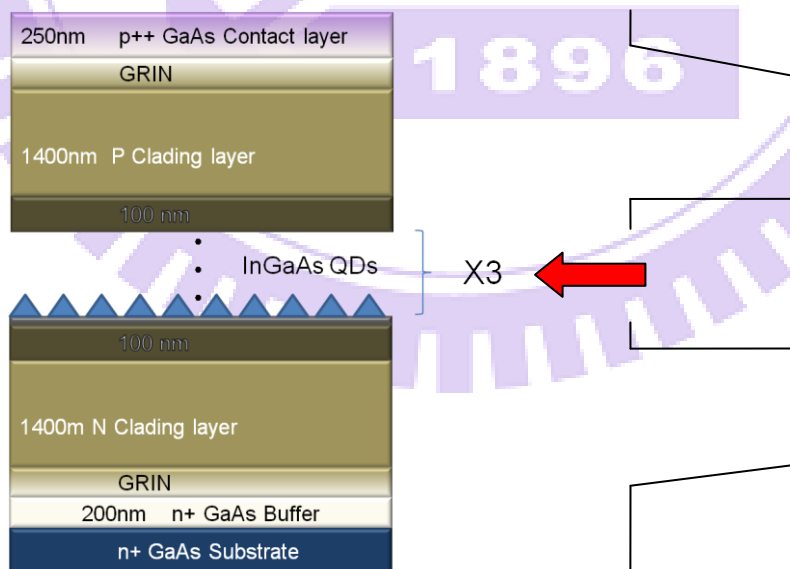 250nm p++ GaAs Contact layer
GRIN
1400nm P Clading layer
100 nm
InGaAs QDs
X3
100 nm
1400m N Clading layer
GRIN
200nm n+ GaAs Buffer
n+ GaAs Substrate
1896